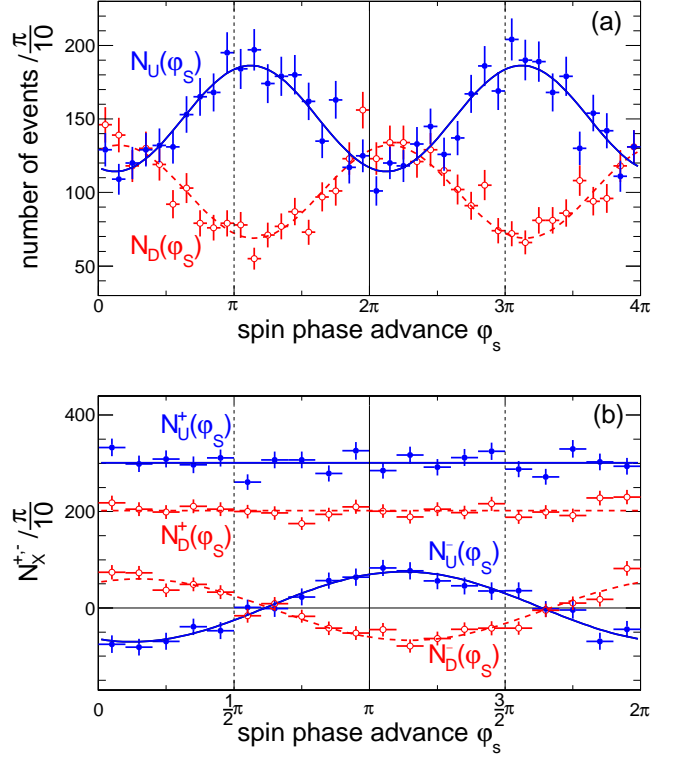 (a)
number of events / π/10
200
150
100
50
N_U(φ_S)
N_D(φ_S)
0 π 2π 3π 4π
spin phase advance φ_s
(b)
N_X^{+,-} / π/10
400
200
0
N_U^+(φ_S)
N_D^+(φ_S)
N_U^-(φ_S)
N_D^-(φ_S)
0 1/2π π 3/2π 2π
spin phase advance φ_s